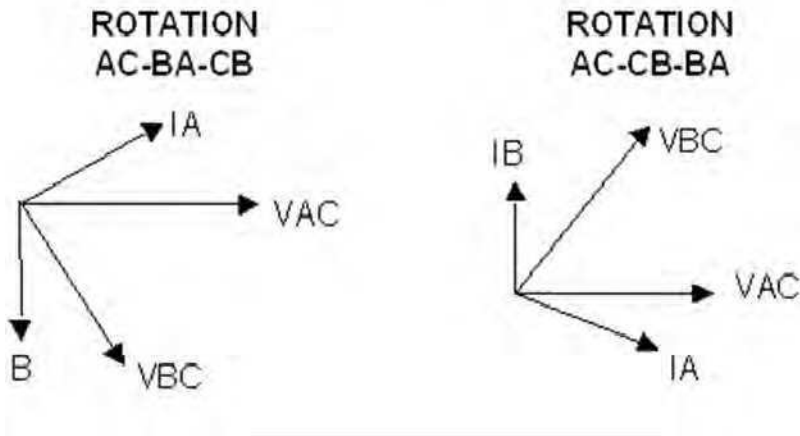 ROTATION
AC-BA-CB
IA
VAC
B
VBC
ROTATION
AC-CB-BA
IB
VBC
VAC
IA